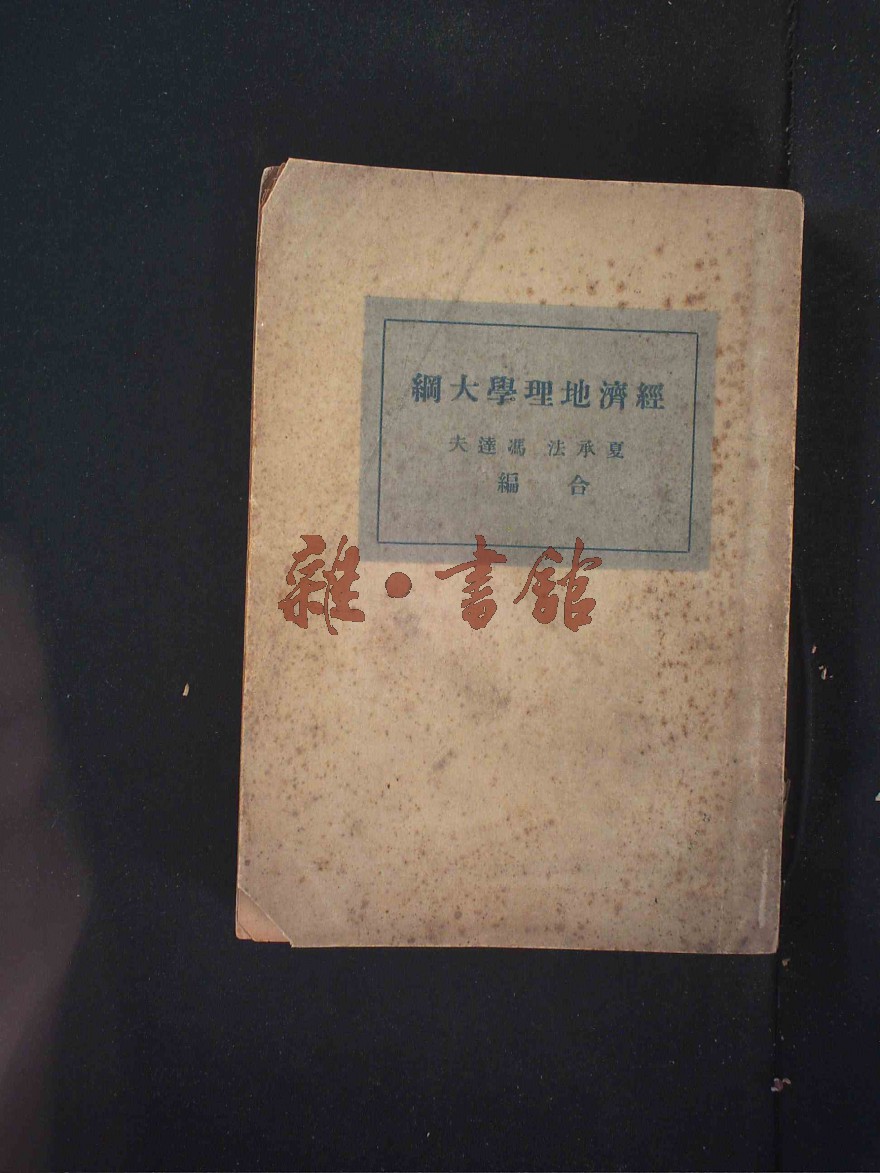 經濟地理學大綱
夏承法 馮達夫
合編
雜·書館